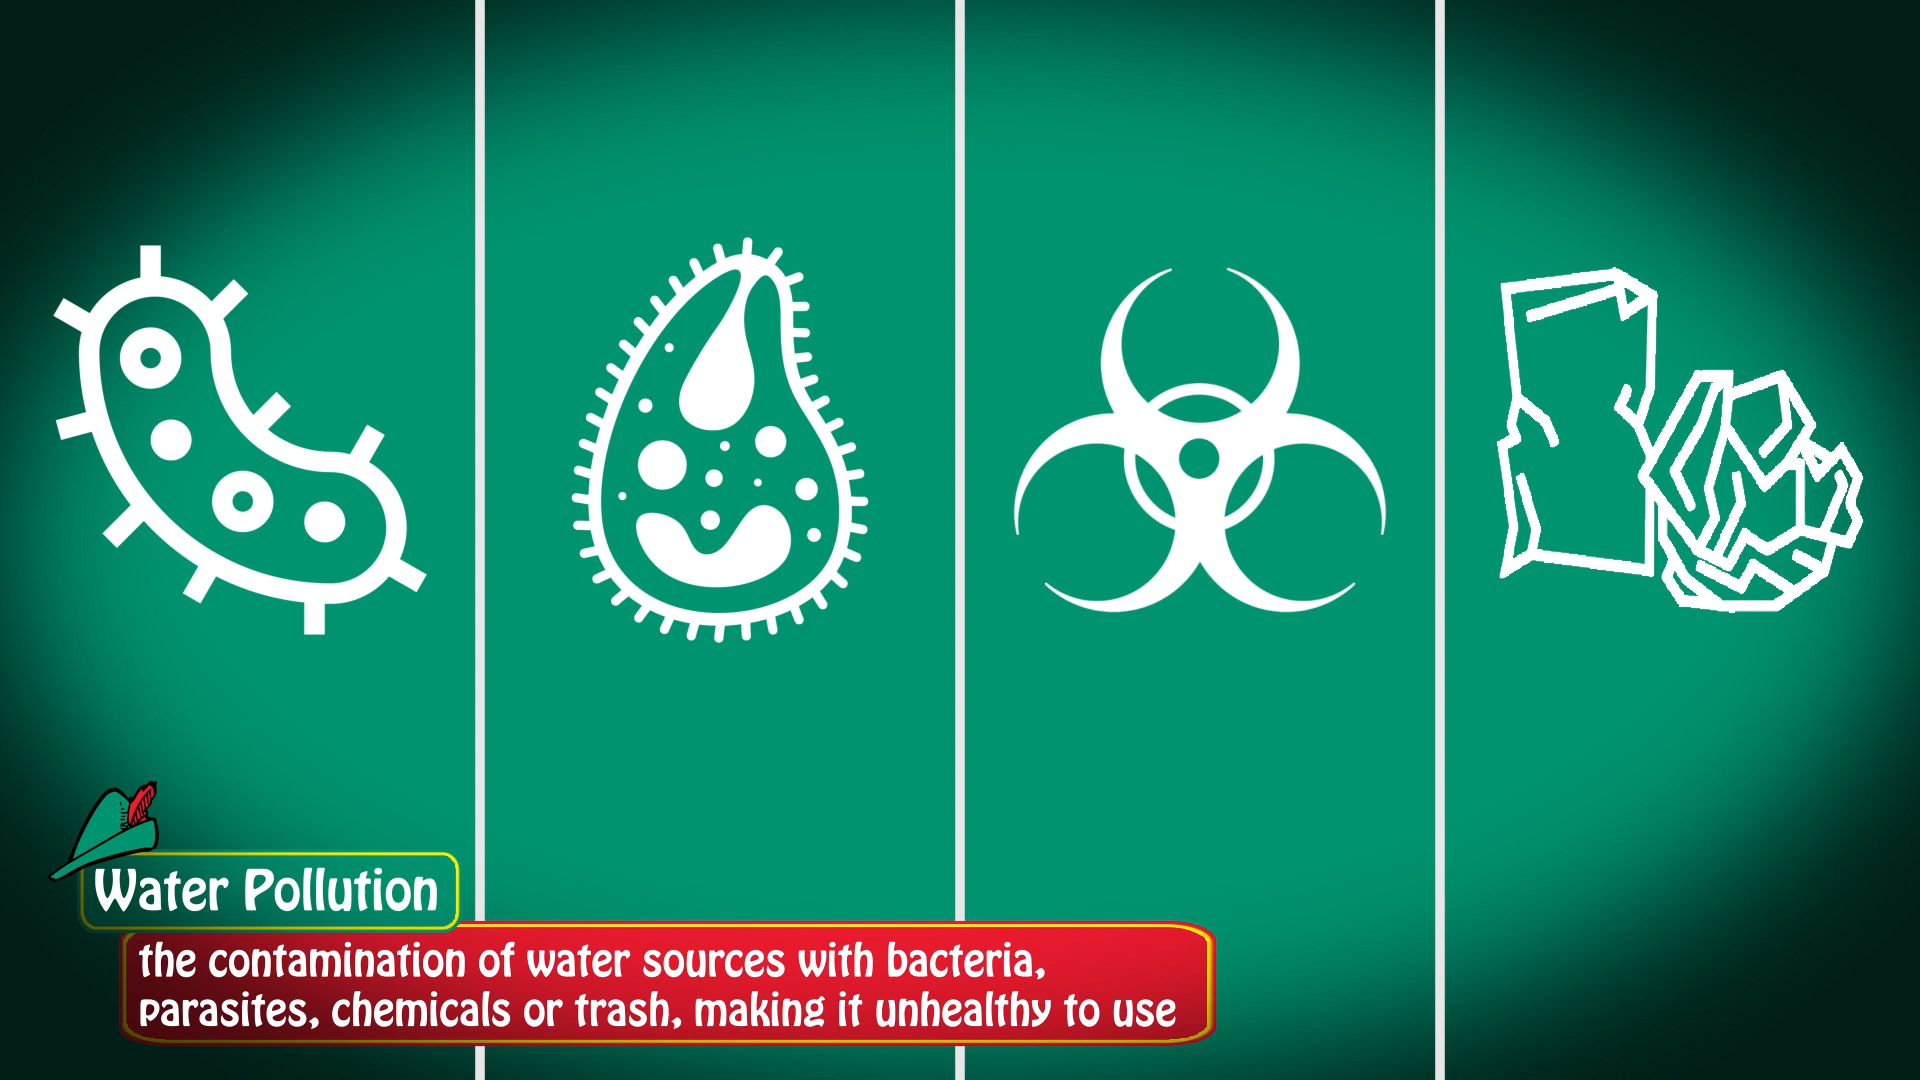 Water Pollution
the contamination of water sources with bacteria,
parasites, chemicals or trash, making it unhealthy to use